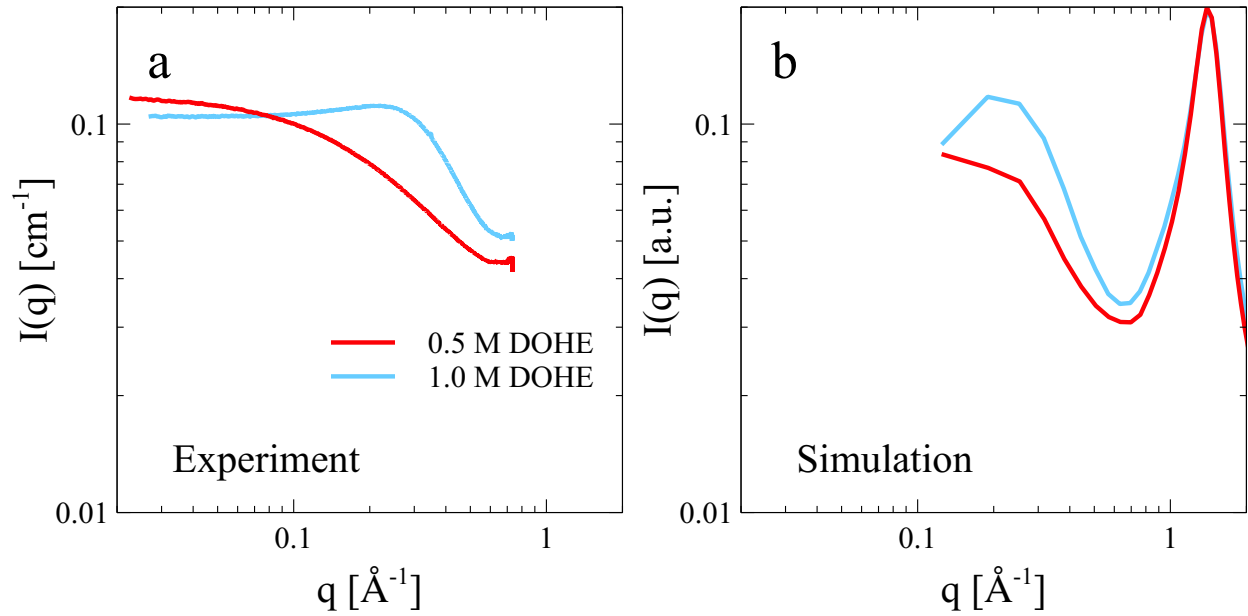 a
I(q) [cm⁻¹]
0.1
0.01
0.5 M DOHE
1.0 M DOHE
Experiment
0.1
1
q [Å⁻¹]
b
I(q) [a.u.]
0.1
0.01
Simulation
0.1
1
q [Å⁻¹]